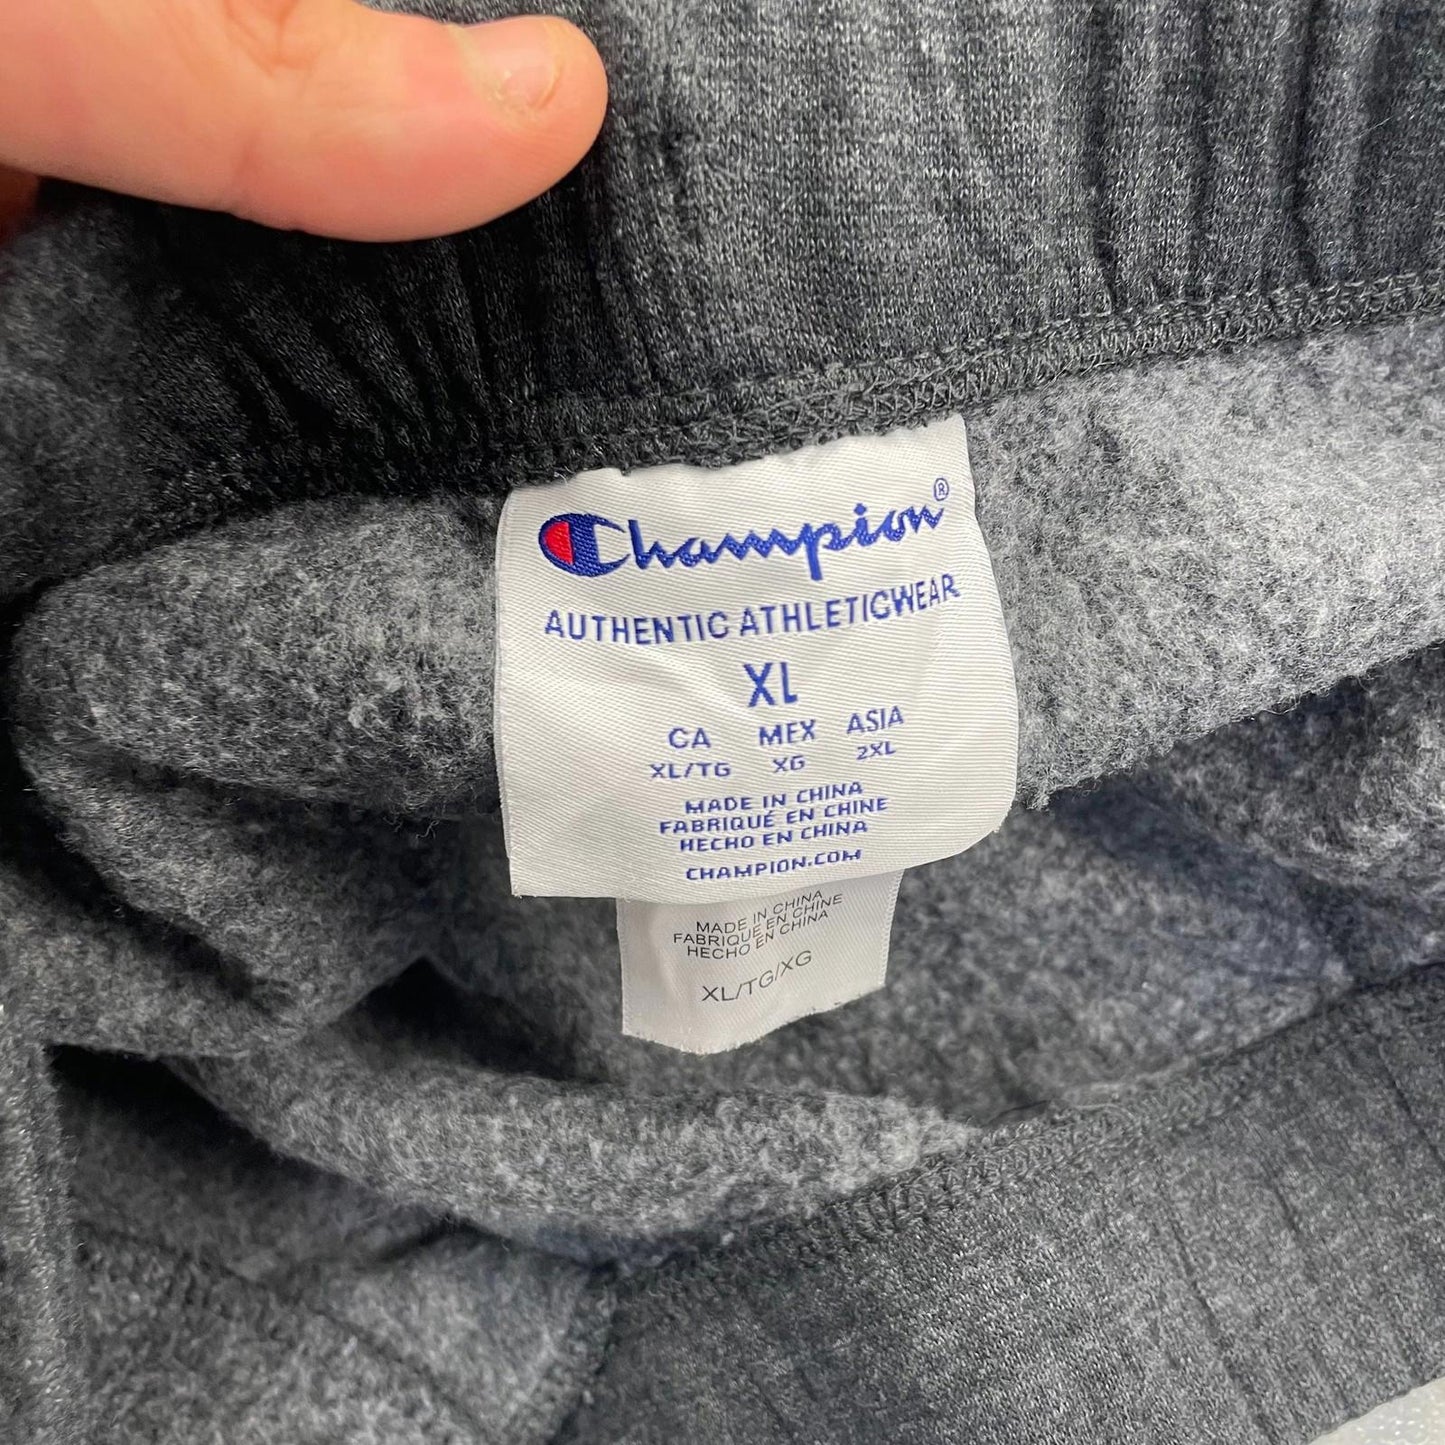 Champion®
AUTHENTIC ATHLETICWEAR
XL
CA MEX ASIA
XL/TG XG 2XL
MADE IN CHINA
FABRIQUÉ EN CHINE
HECHO EN CHINA
CHAMPION.COM
MADE IN CHINA
FABRIQUE EN CHINE
HECHO EN CHINA
XL/TG/XG